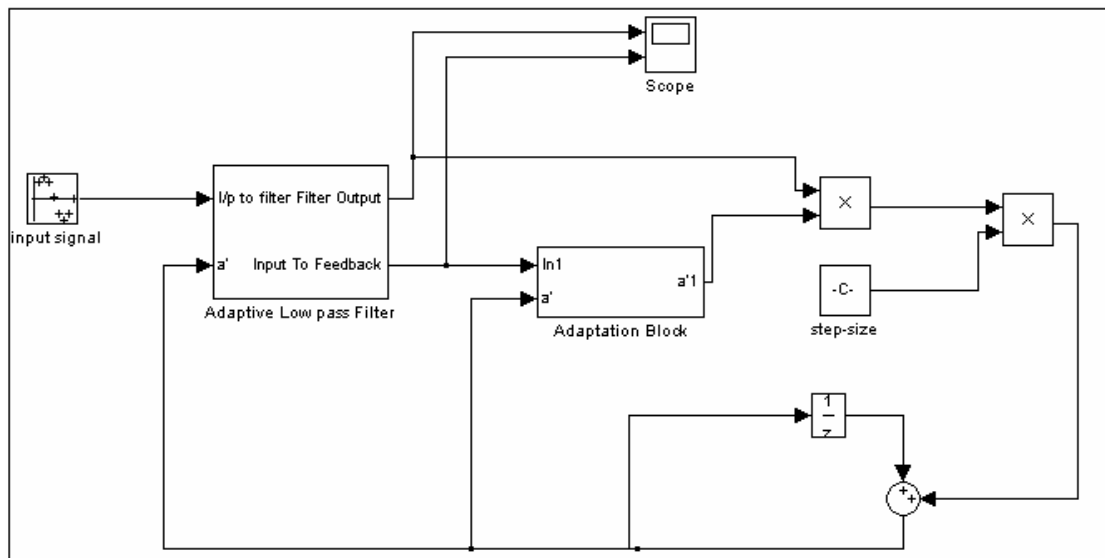 Scope
I/p to filter Filter Output
×
×
input signal
a' Input To Feedback
In1
a'1
a'
-C-
Adaptive Low pass Filter
Adaptation Block
step-size
1
z
+
+